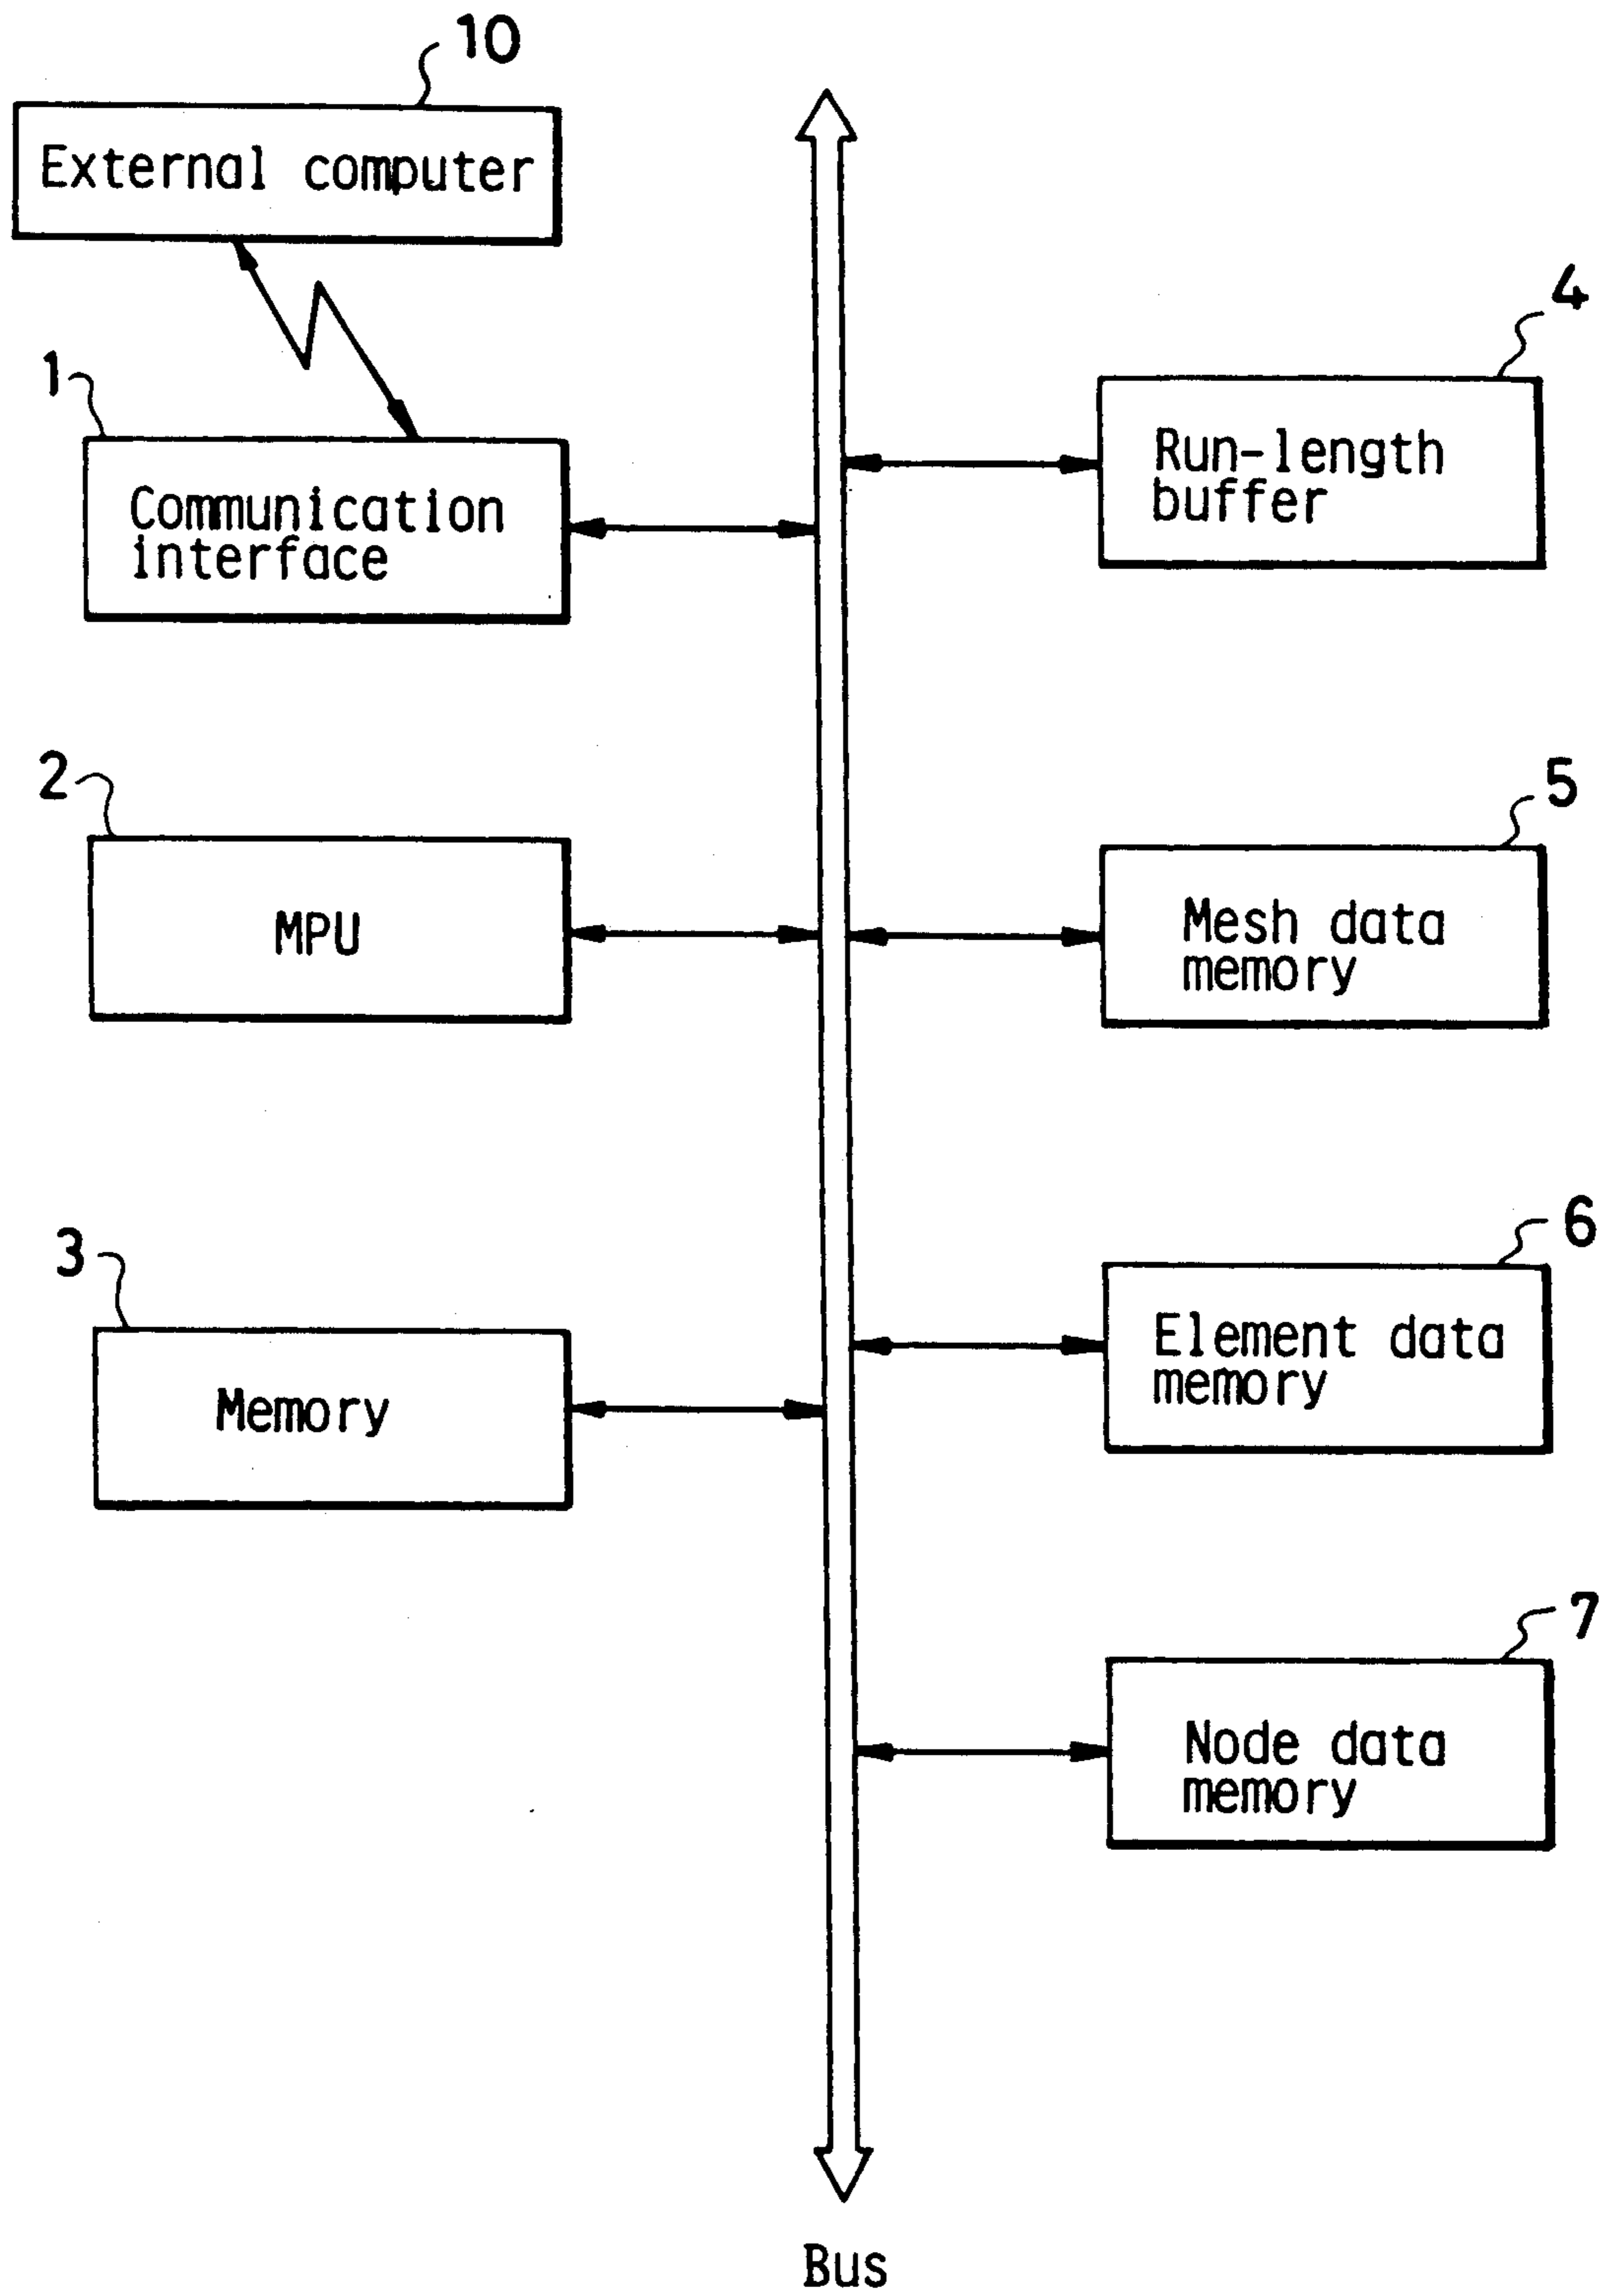 10
External computer
1
Communication
interface
2
MPU
3
Memory
4
Run-length
buffer
5
Mesh data
memory
6
Element data
memory
7
Node data
memory
Bus